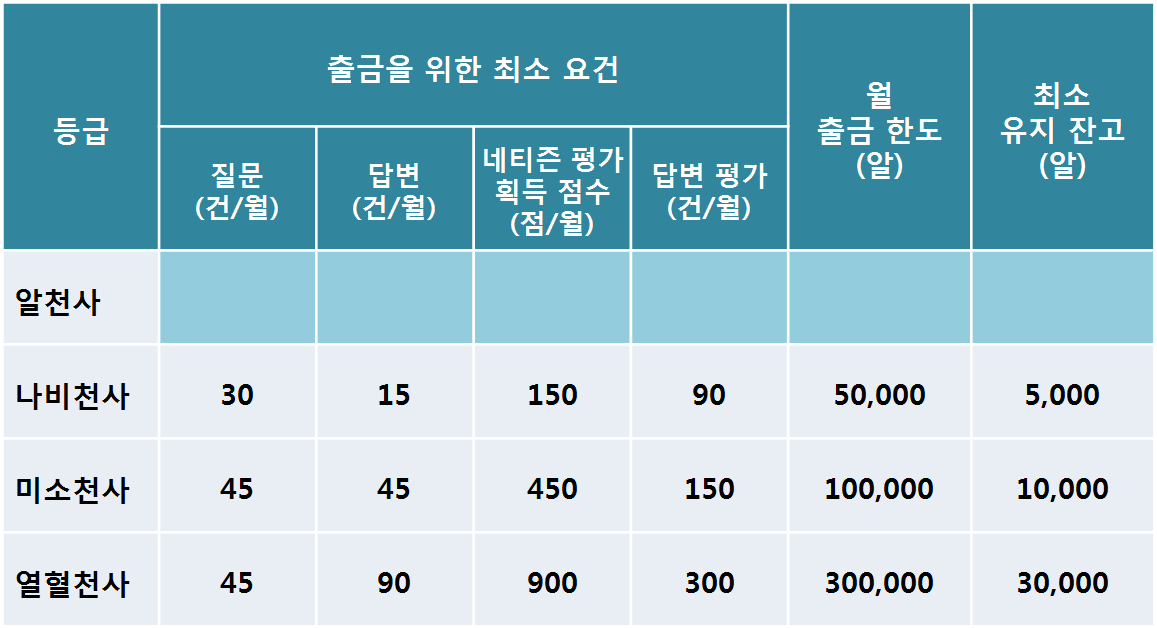 등급
출금을 위한 최소 요건
월
출금 한도
(알)
최소
유지 잔고
(알)
질문
(건/월)
답변
(건/월)
네티즌 평가
획득 점수
(점/월)
답변 평가
(건/월)
알천사
나비천사 30 15 150 90 50,000 5,000
미소천사 45 45 450 150 100,000 10,000
열혈천사 45 90 900 300 300,000 30,000